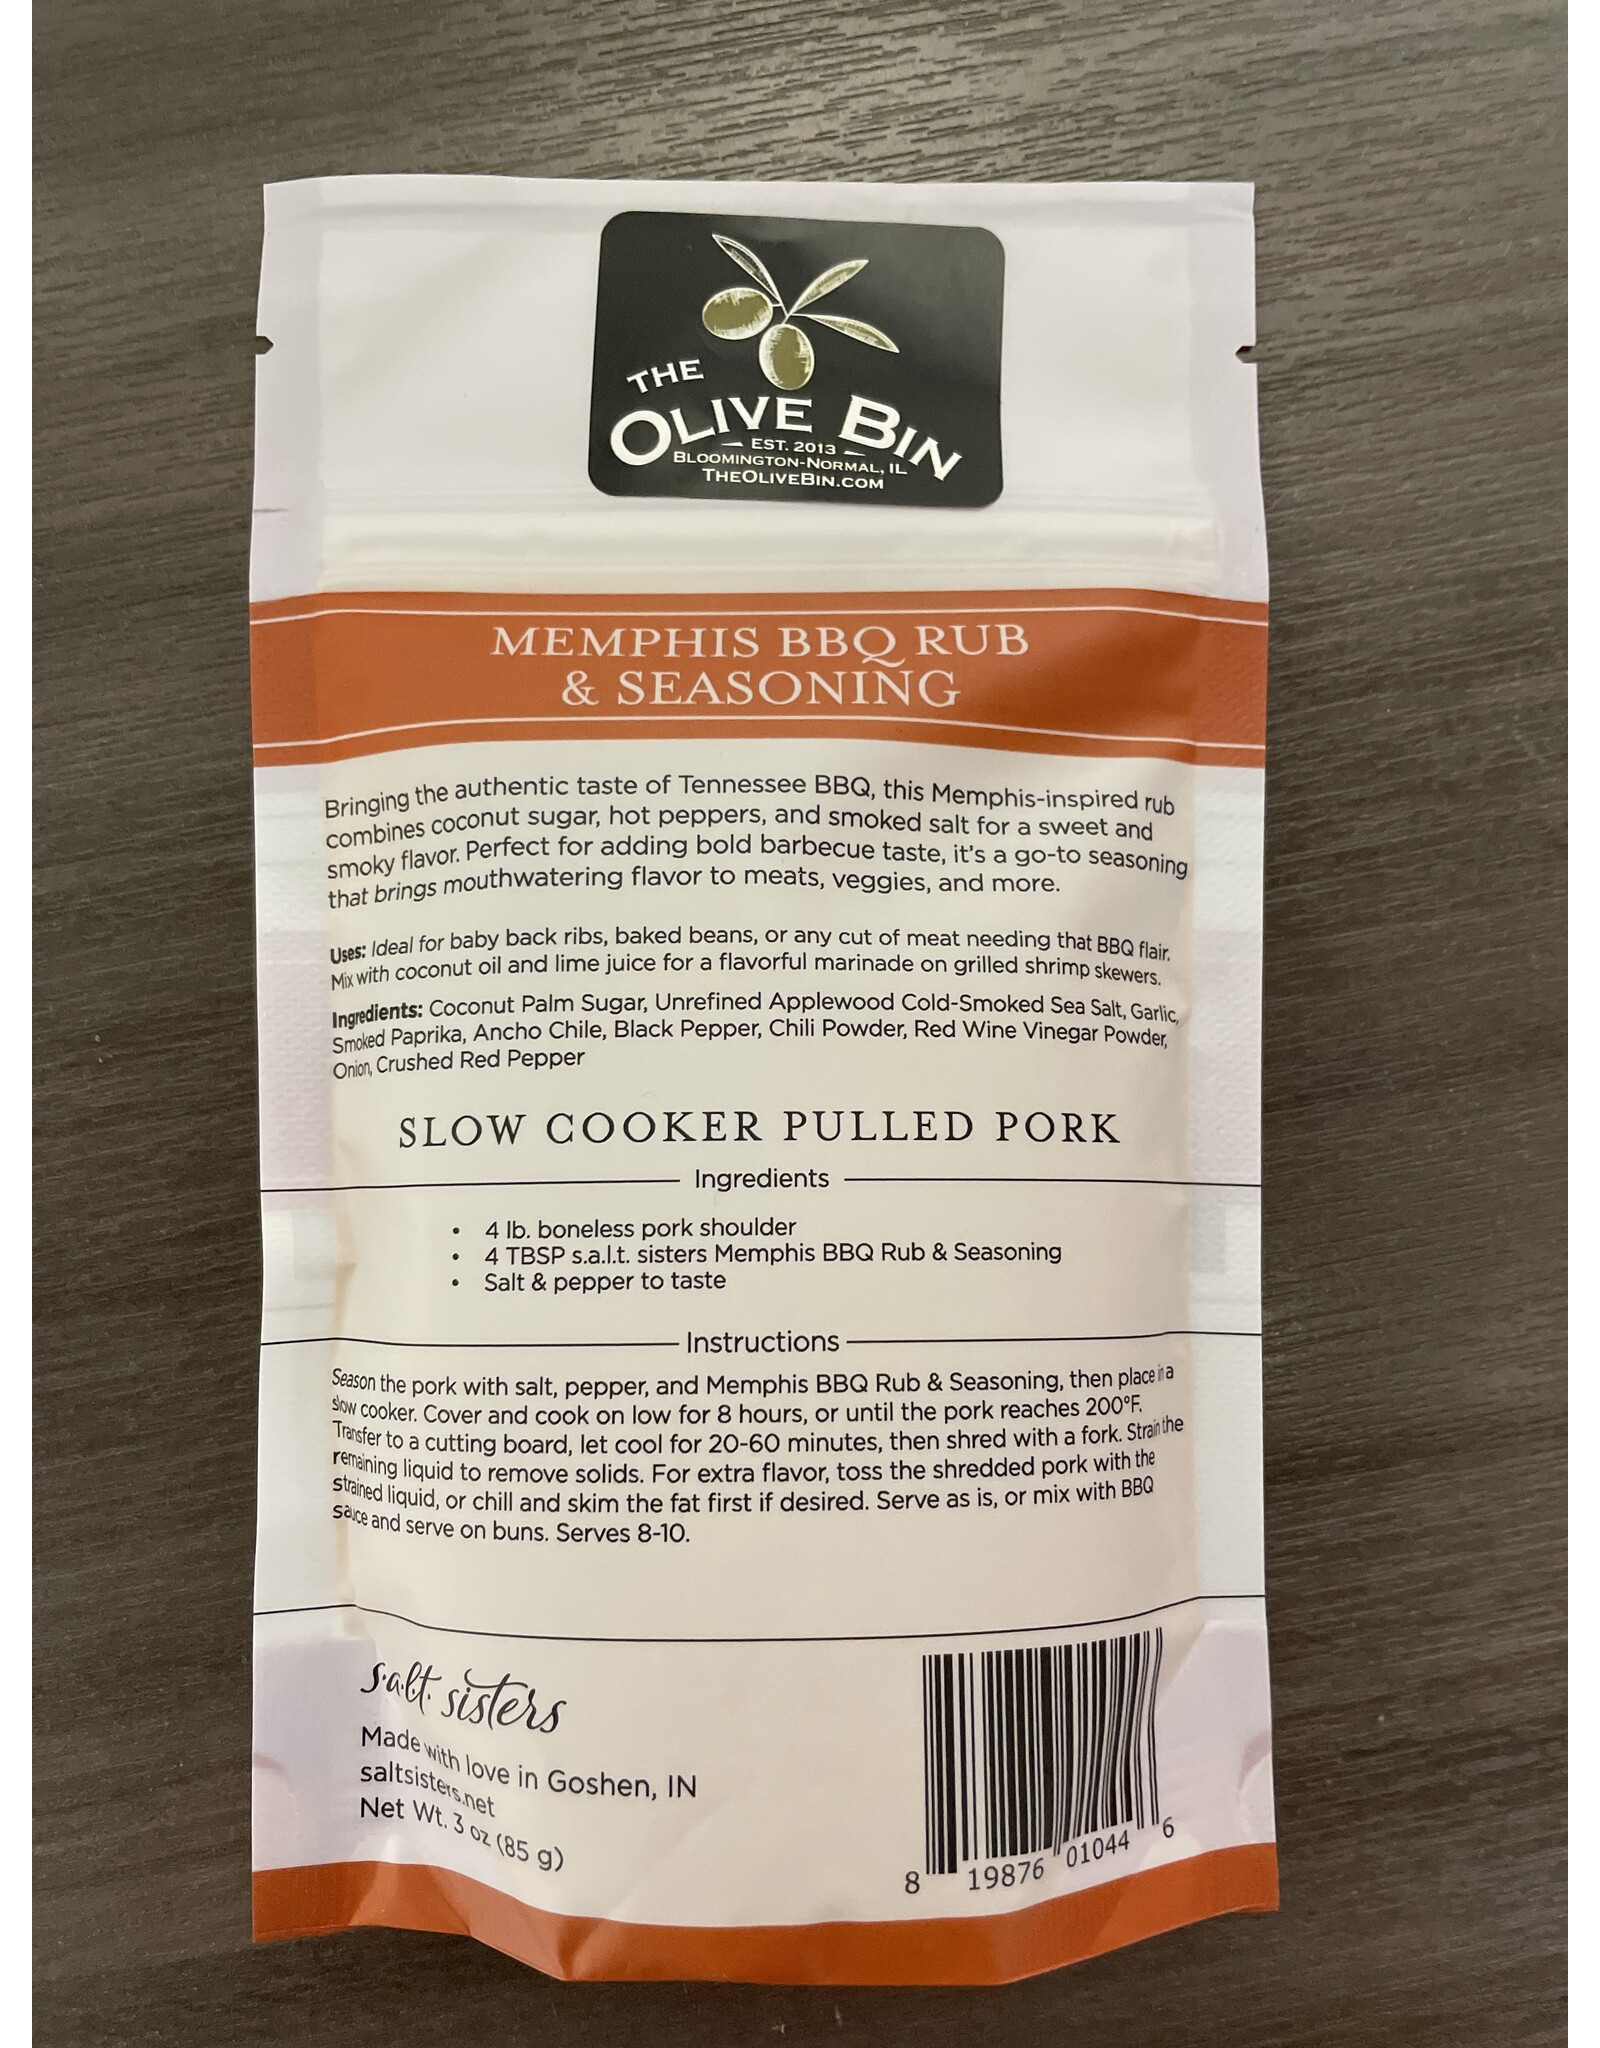 THE
OLIVE BIN
EST. 2013
BLOOMINGTON-NORMAL, IL
THEOLIVEBIN.COM
MEMPHIS BBQ RUB
& SEASONING
Bringing the authentic taste of Tennessee BBQ, this Memphis-inspired rub
combines coconut sugar, hot peppers, and smoked salt for a sweet and
smoky flavor. Perfect for adding bold barbecue taste, it's a go-to seasoning
that brings mouthwatering flavor to meats, veggies, and more.
Uses: Ideal for baby back ribs, baked beans, or any cut of meat needing that BBQ flair.
Mix with coconut oil and lime juice for a flavorful marinade on grilled shrimp skewers.
Ingredients: Coconut Palm Sugar, Unrefined Applewood Cold-Smoked Sea Salt, Garlic,
Smoked Paprika, Ancho Chile, Black Pepper, Chili Powder, Red Wine Vinegar Powder,
Onion, Crushed Red Pepper
SLOW COOKER PULLED PORK
Ingredients
• 4 lb. boneless pork shoulder
• 4 TBSP s.a.l.t. sisters Memphis BBQ Rub & Seasoning
• Salt & pepper to taste
Instructions
Season the pork with salt, pepper, and Memphis BBQ Rub & Seasoning, then place in a
slow cooker. Cover and cook on low for 8 hours, or until the pork reaches 200°F.
Transfer to a cutting board, let cool for 20-60 minutes, then shred with a fork. Strain the
remaining liquid to remove solids. For extra flavor, toss the shredded pork with the
strained liquid, or chill and skim the fat first if desired. Serve as is, or mix with BBQ
sauce and serve on buns. Serves 8-10.
s.a.l.t. sisters
Made with love in Goshen, IN
saltsisters.net
Net Wt. 3 oz (85 g)
8 19876 01044 6